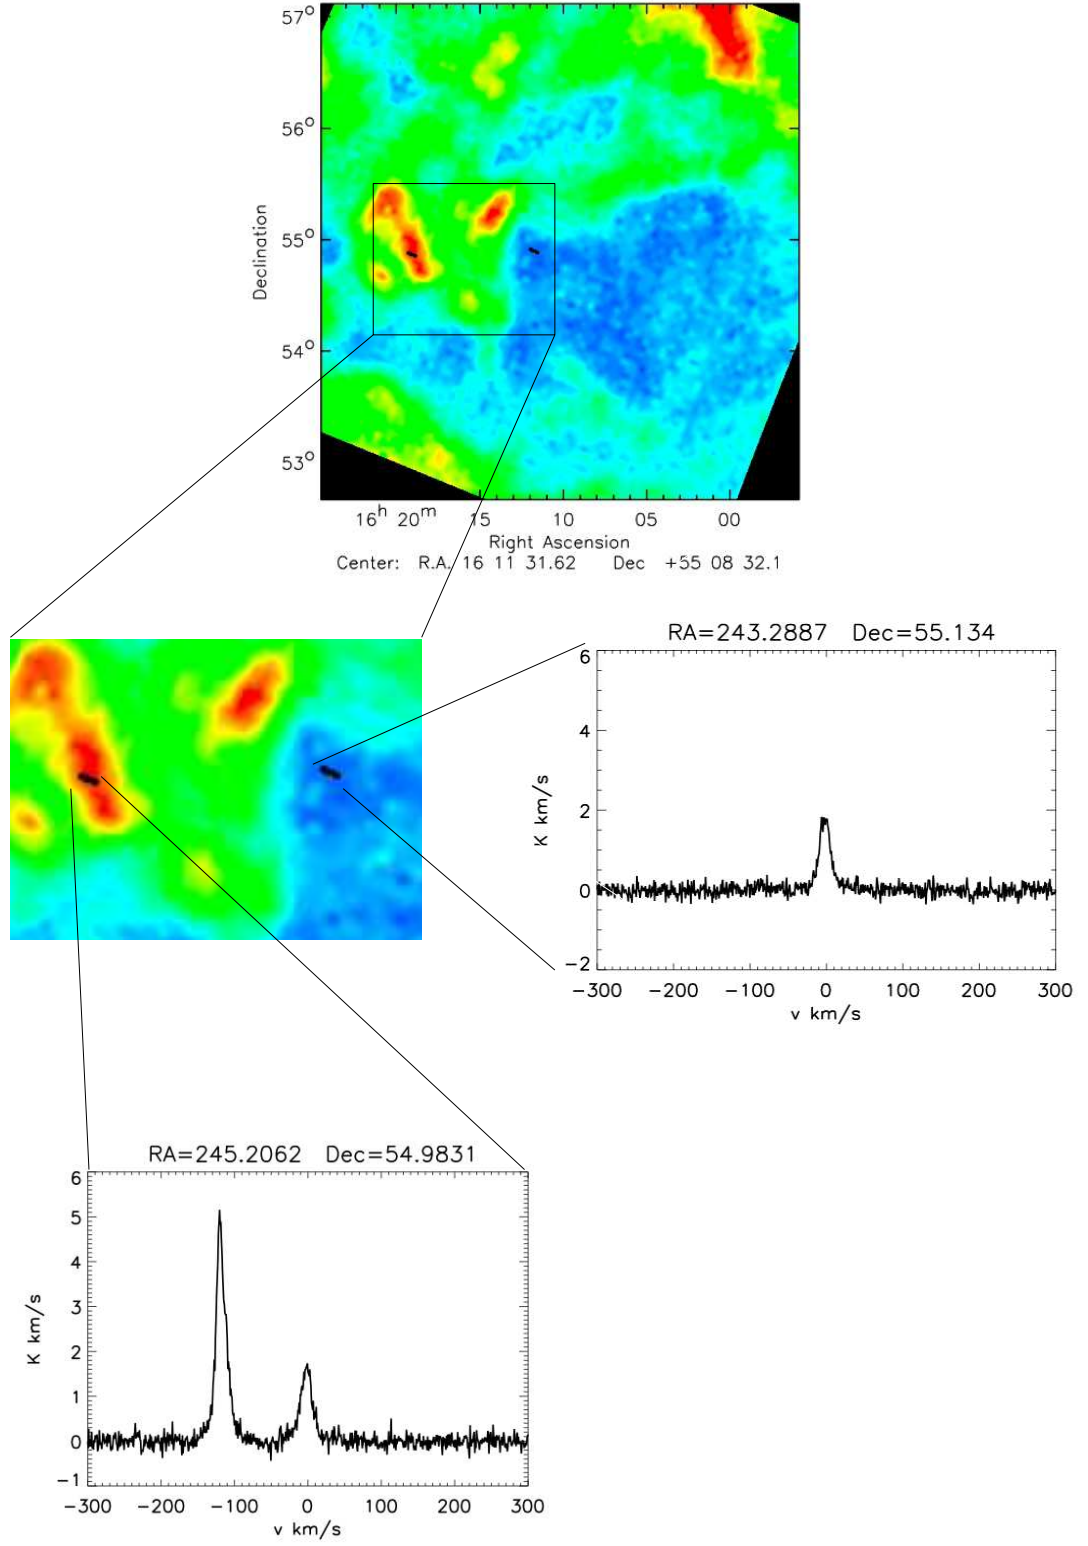 57°
56°
55°
54°
53°
Declination
16h 20m 15 10 05 00
Right Ascension
Center: R.A. 16 11 31.62 Dec +55 08 32.1
RA=243.2887 Dec=55.134
6
4
2
0
−2
K km/s
−300 −200 −100 0 100 200 300
v km/s
RA=245.2062 Dec=54.9831
6
5
4
3
2
1
0
−1
K km/s
−300 −200 −100 0 100 200 300
v km/s